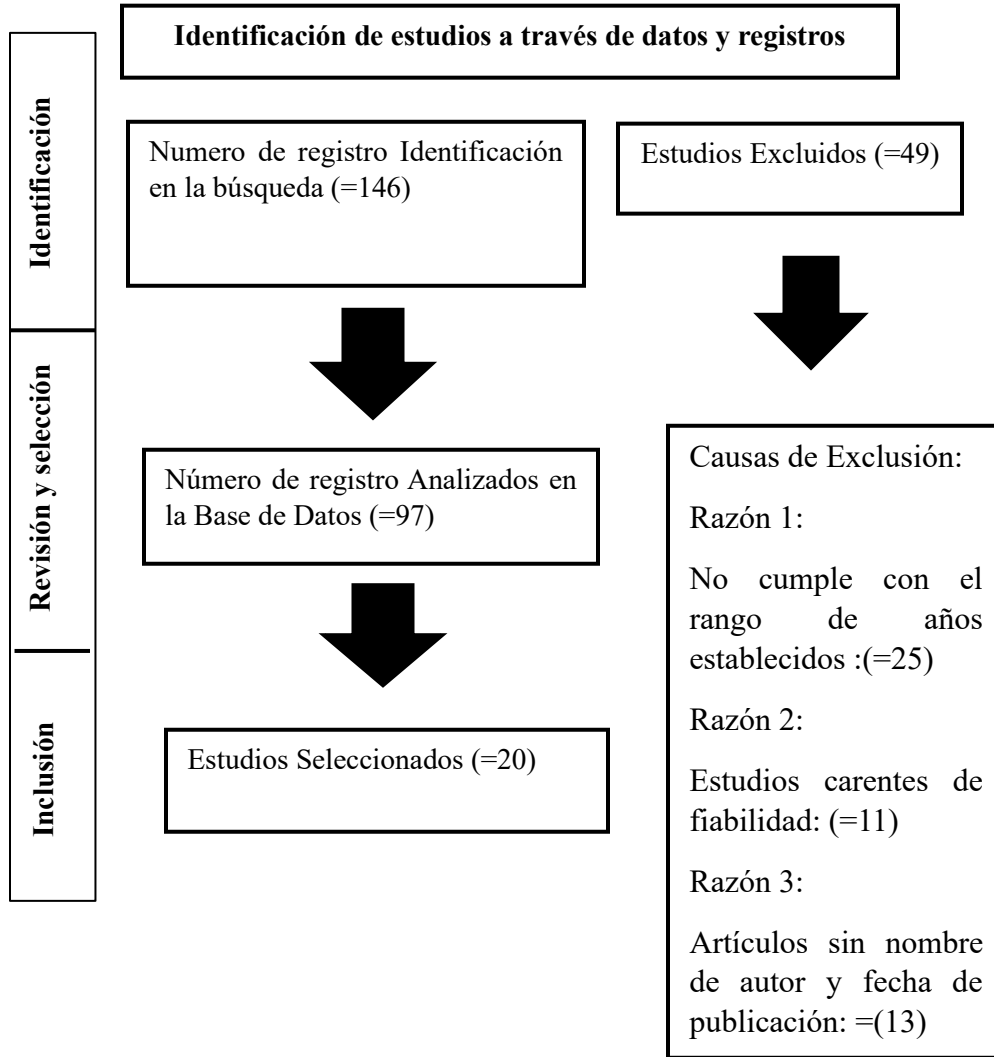 Identificación de estudios a través de datos y registros
Identificación
Numero de registro Identificación
en la búsqueda (=146)
Estudios Excluidos (=49)
Revisión y selección
Número de registro Analizados en
la Base de Datos (=97)
Causas de Exclusión:
Razón 1:
No cumple con el
rango de años
establecidos :(=25)
Razón 2:
Estudios carentes de
fiabilidad: (=11)
Razón 3:
Artículos sin nombre
de autor y fecha de
publicación: =(13)
Inclusión
Estudios Seleccionados (=20)